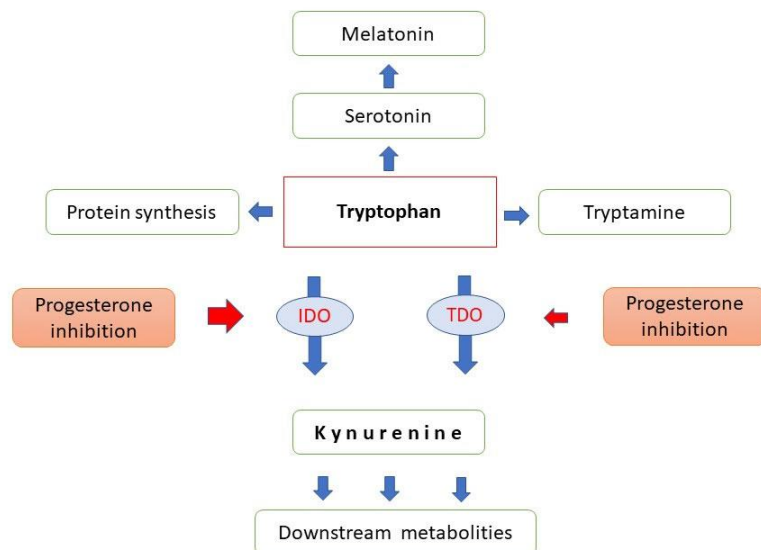 Melatonin
Serotonin
Protein synthesis
Tryptophan
Tryptamine
Progesterone
inhibition
IDO
TDO
Progesterone
inhibition
Kynurenine
Downstream metabolities